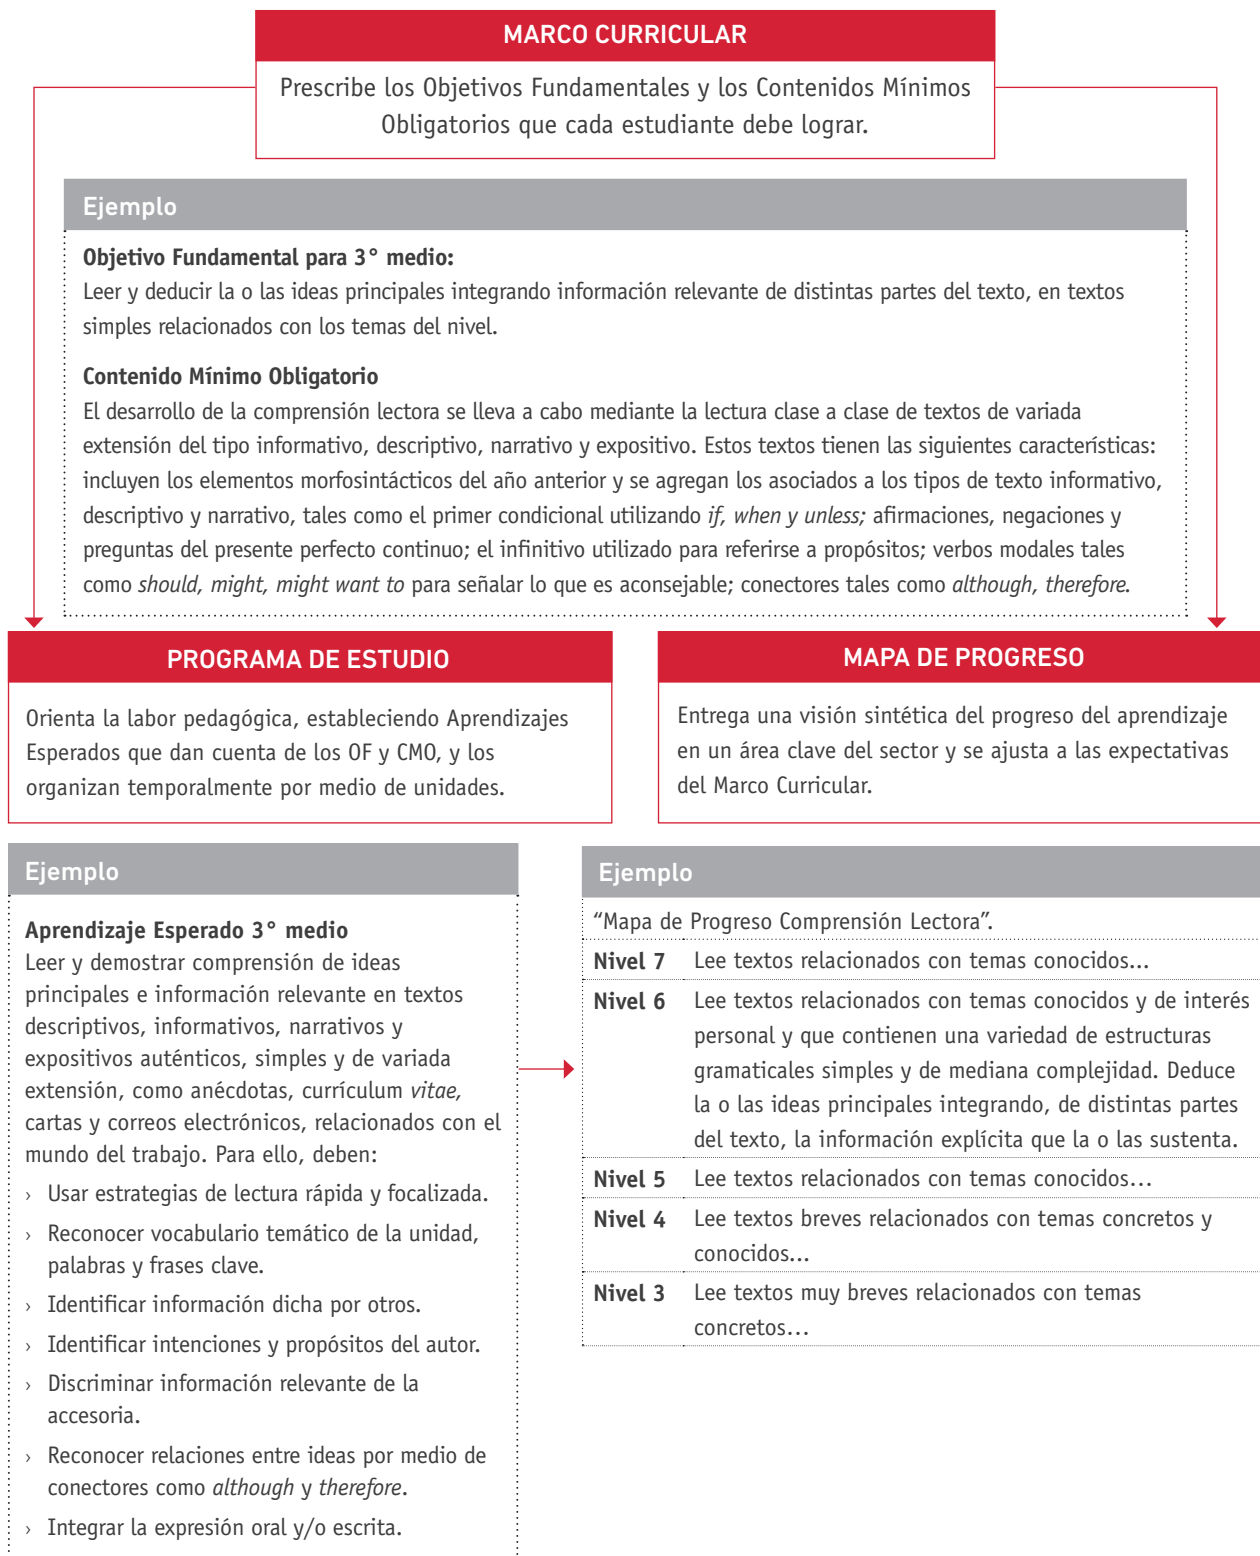 MARCO CURRICULAR
Prescribe los Objetivos Fundamentales y los Contenidos Mínimos
Obligatorios que cada estudiante debe lograr.
Ejemplo
Objetivo Fundamental para 3° medio:
Leer y deducir la o las ideas principales integrando información relevante de distintas partes del texto, en textos
simples relacionados con los temas del nivel.
Contenido Mínimo Obligatorio
El desarrollo de la comprensión lectora se lleva a cabo mediante la lectura clase a clase de textos de variada
extensión del tipo informativo, descriptivo, narrativo y expositivo. Estos textos tienen las siguientes características:
incluyen los elementos morfosintácticos del año anterior y se agregan los asociados a los tipos de texto informativo,
descriptivo y narrativo, tales como el primer condicional utilizando if, when y unless; afirmaciones, negaciones y
preguntas del presente perfecto continuo; el infinitivo utilizado para referirse a propósitos; verbos modales tales
como should, might, might want to para señalar lo que es aconsejable; conectores tales como although, therefore.
PROGRAMA DE ESTUDIO
Orienta la labor pedagógica, estableciendo Aprendizajes
Esperados que dan cuenta de los OF y CMO, y los
organizan temporalmente por medio de unidades.
MAPA DE PROGRESO
Entrega una visión sintética del progreso del aprendizaje
en un área clave del sector y se ajusta a las expectativas
del Marco Curricular.
Ejemplo
Aprendizaje Esperado 3° medio
Leer y demostrar comprensión de ideas
principales e información relevante en textos
descriptivos, informativos, narrativos y
expositivos auténticos, simples y de variada
extensión, como anécdotas, currículum vitae,
cartas y correos electrónicos, relacionados con el
mundo del trabajo. Para ello, deben:
› Usar estrategias de lectura rápida y focalizada.
› Reconocer vocabulario temático de la unidad,
palabras y frases clave.
› Identificar información dicha por otros.
› Identificar intenciones y propósitos del autor.
› Discriminar información relevante de la
accesoria.
› Reconocer relaciones entre ideas por medio de
conectores como although y therefore.
› Integrar la expresión oral y/o escrita.
Ejemplo
“Mapa de Progreso Comprensión Lectora”.
Nivel 7 Lee textos relacionados con temas conocidos...
Nivel 6 Lee textos relacionados con temas conocidos y de interés
personal y que contienen una variedad de estructuras
gramaticales simples y de mediana complejidad. Deduce
la o las ideas principales integrando, de distintas partes
del texto, la información explícita que la o las sustenta.
Nivel 5 Lee textos relacionados con temas conocidos...
Nivel 4 Lee textos breves relacionados con temas concretos y
conocidos...
Nivel 3 Lee textos muy breves relacionados con temas
concretos...